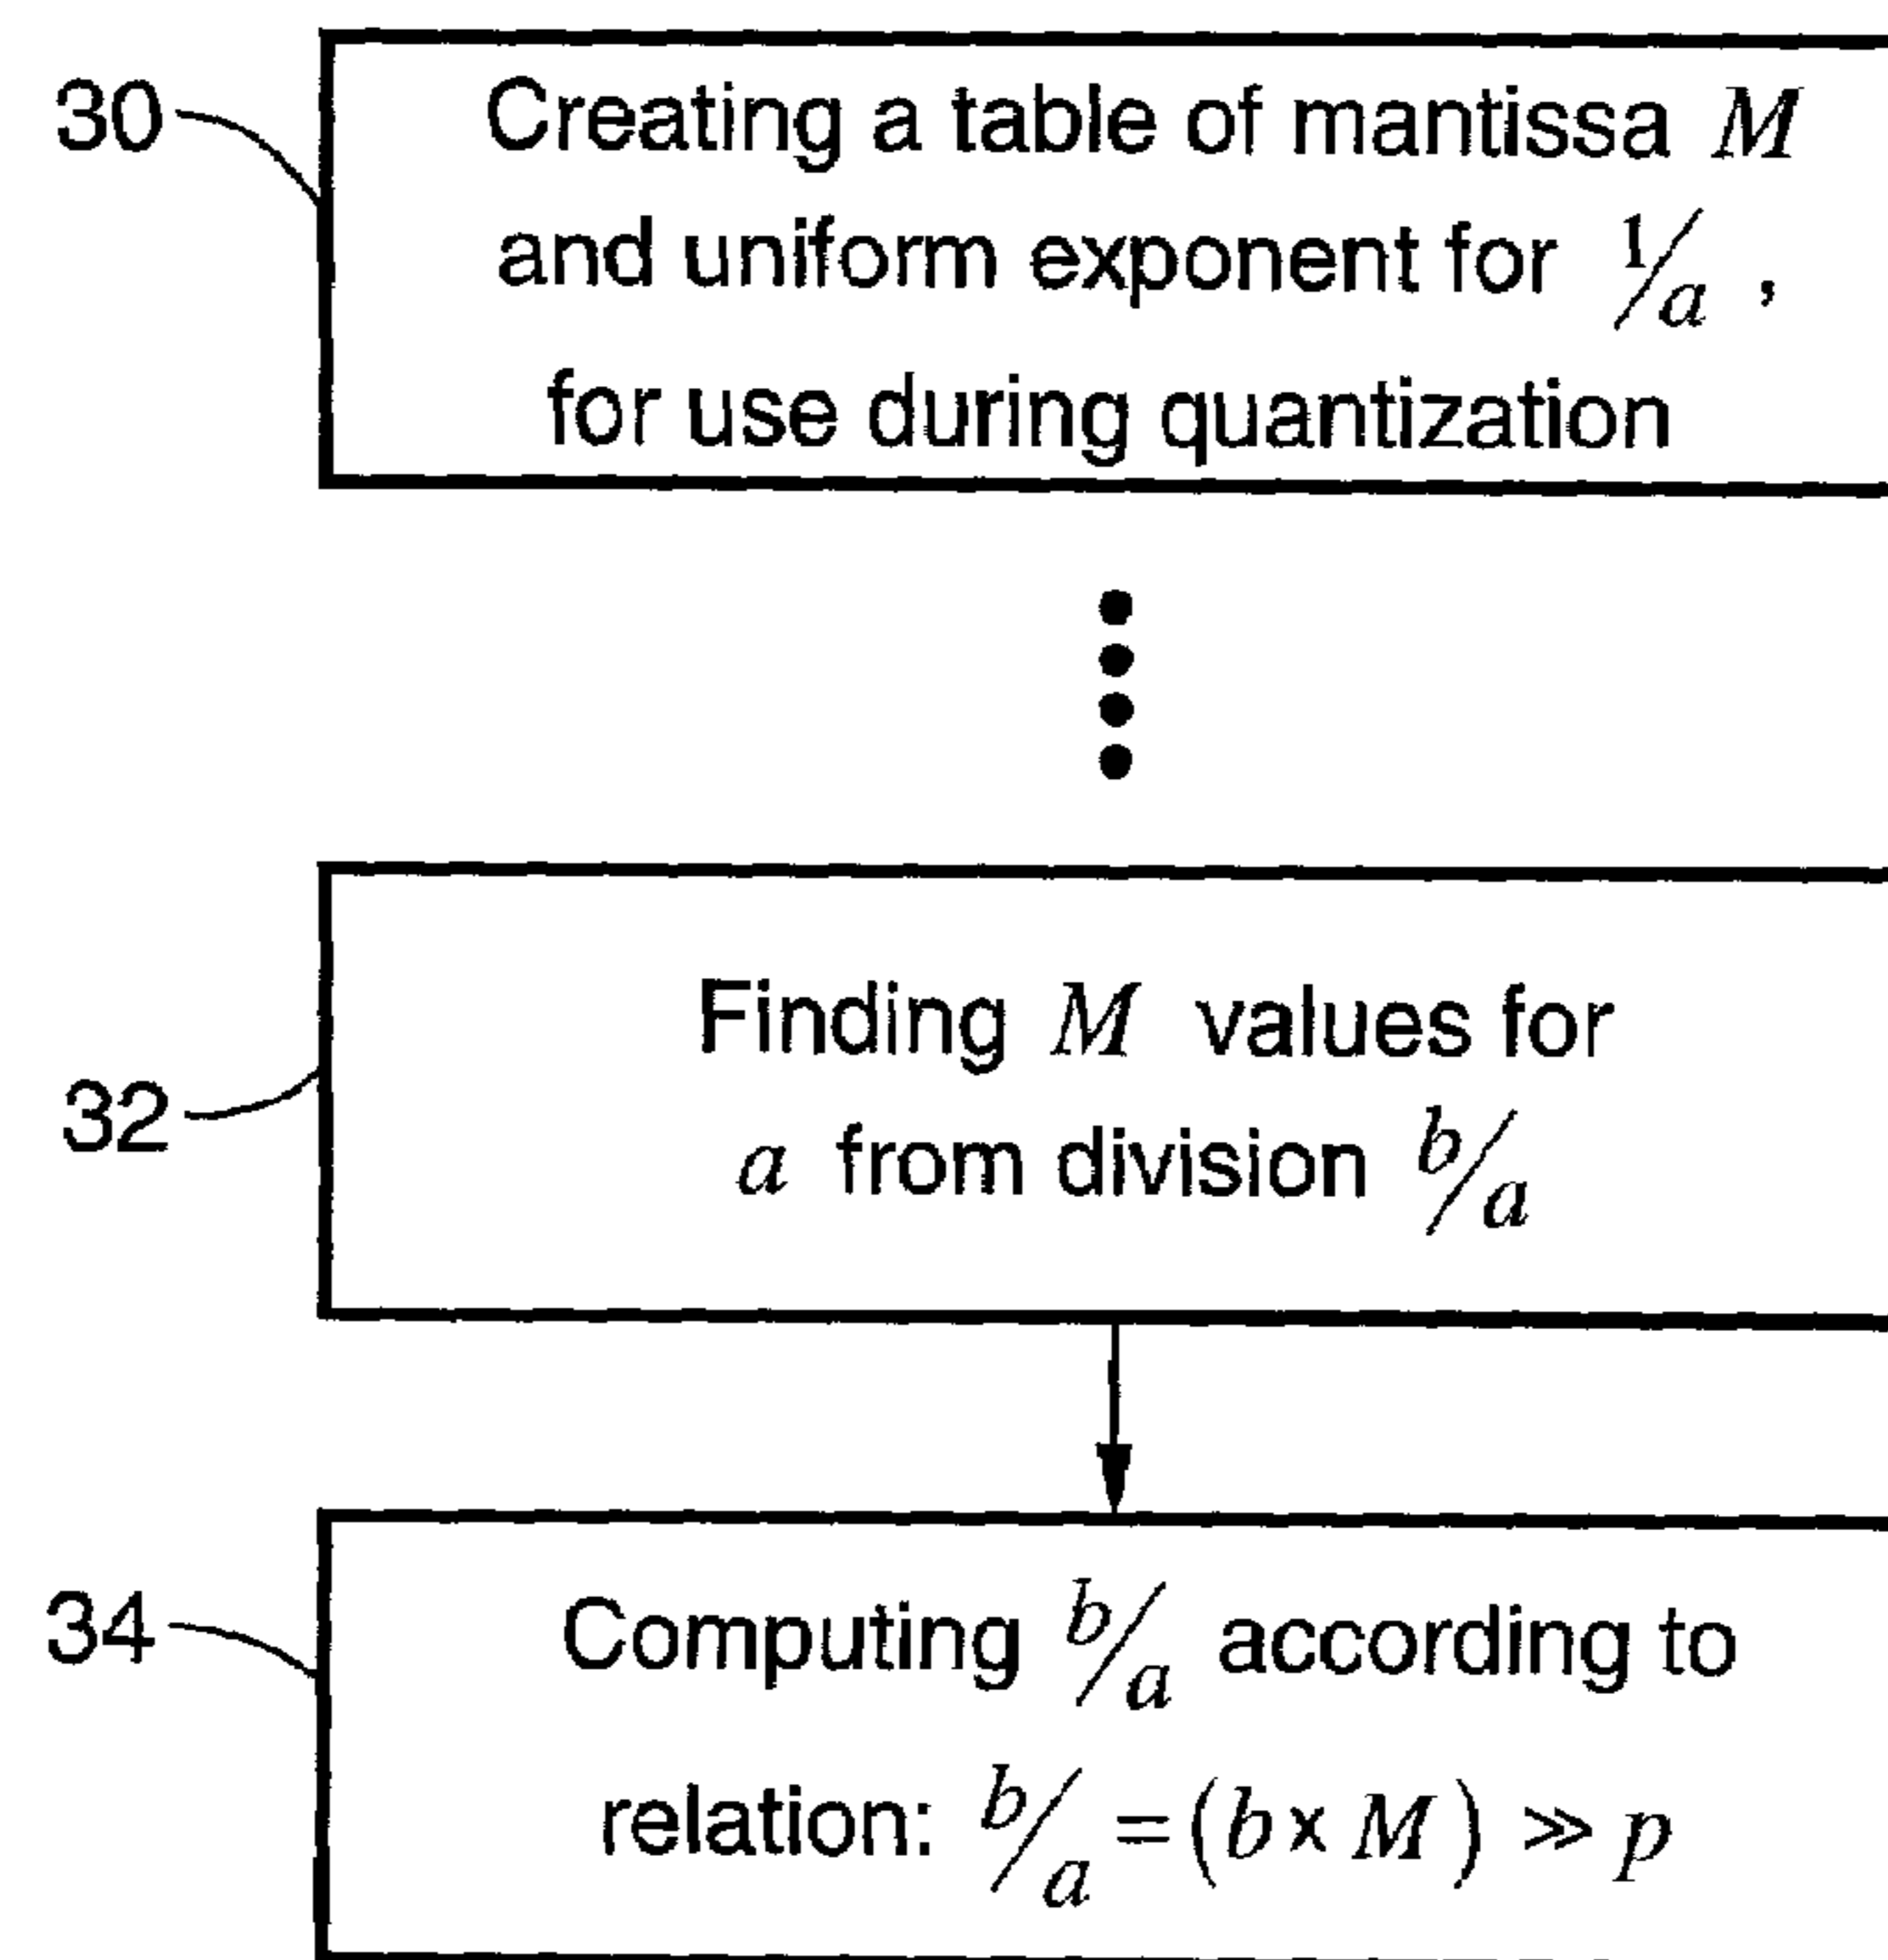 30
Creating a table of mantissa M
and uniform exponent for 1/a ,
for use during quantization
32
Finding M values for
a from division b/a
34
Computing b/a according to
relation: b/a = (b x M) ≫ p